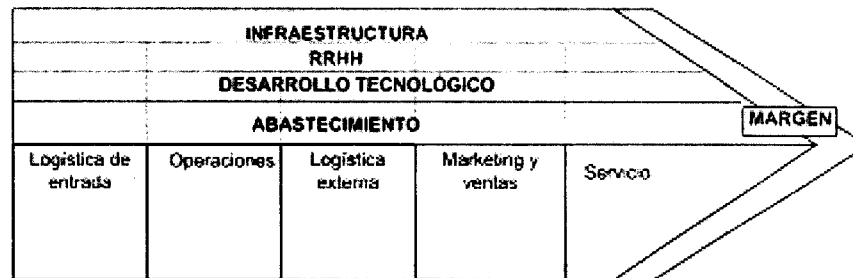 INFRAESTRUCTURA
RRHH
DESARROLLO TECNOLÓGICO
ABASTECIMIENTO
MARGEN
Logística de entrada
Operaciones
Logística externa
Marketing y ventas
Servicio